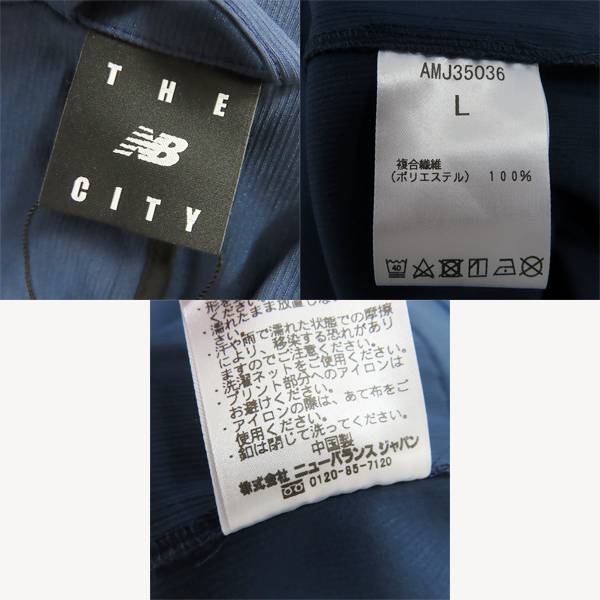 THE
NB
CITY
AMJ35036
L
複合繊維
(ポリエステル) 100%
40
濡れたまま放置しな
さい。
・汗や雨で濡れた状態での摩擦
により、移染する恐れがあり
ますのでご注意ください。
・洗濯ネットをご使用ください。
・プリント部分へのアイロンは
お避けください。
・アイロンの際は、あて布をご
使用ください。
・釦は閉じて洗ってください。
中国製
株式会社ニューバランスジャパン
0120-85-7120